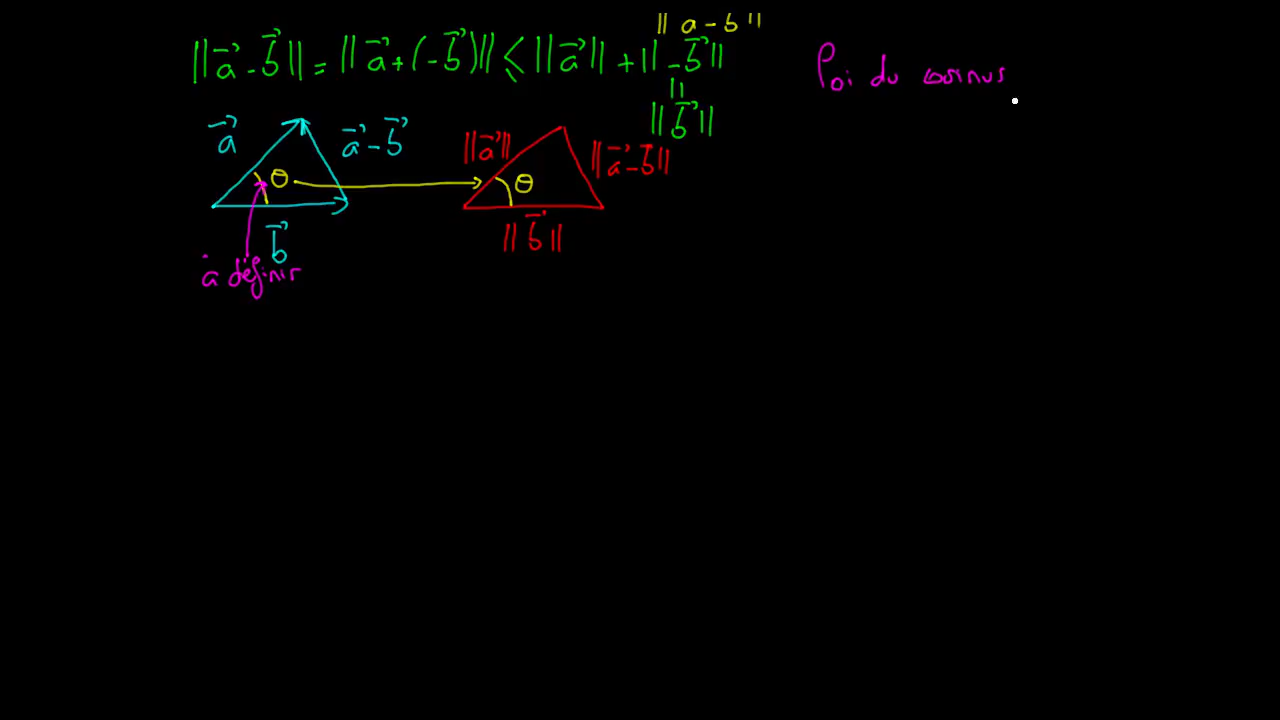 || a - b ||
||a⃗ - b⃗|| = ||a⃗ + (-b⃗)|| ≤ ||a⃗|| + ||-b⃗||
Loi du cosinus
||
||b⃗||
a⃗
a⃗ - b⃗
||a⃗||
||a⃗ - b⃗||
θ
θ
b⃗
||b⃗||
à définir